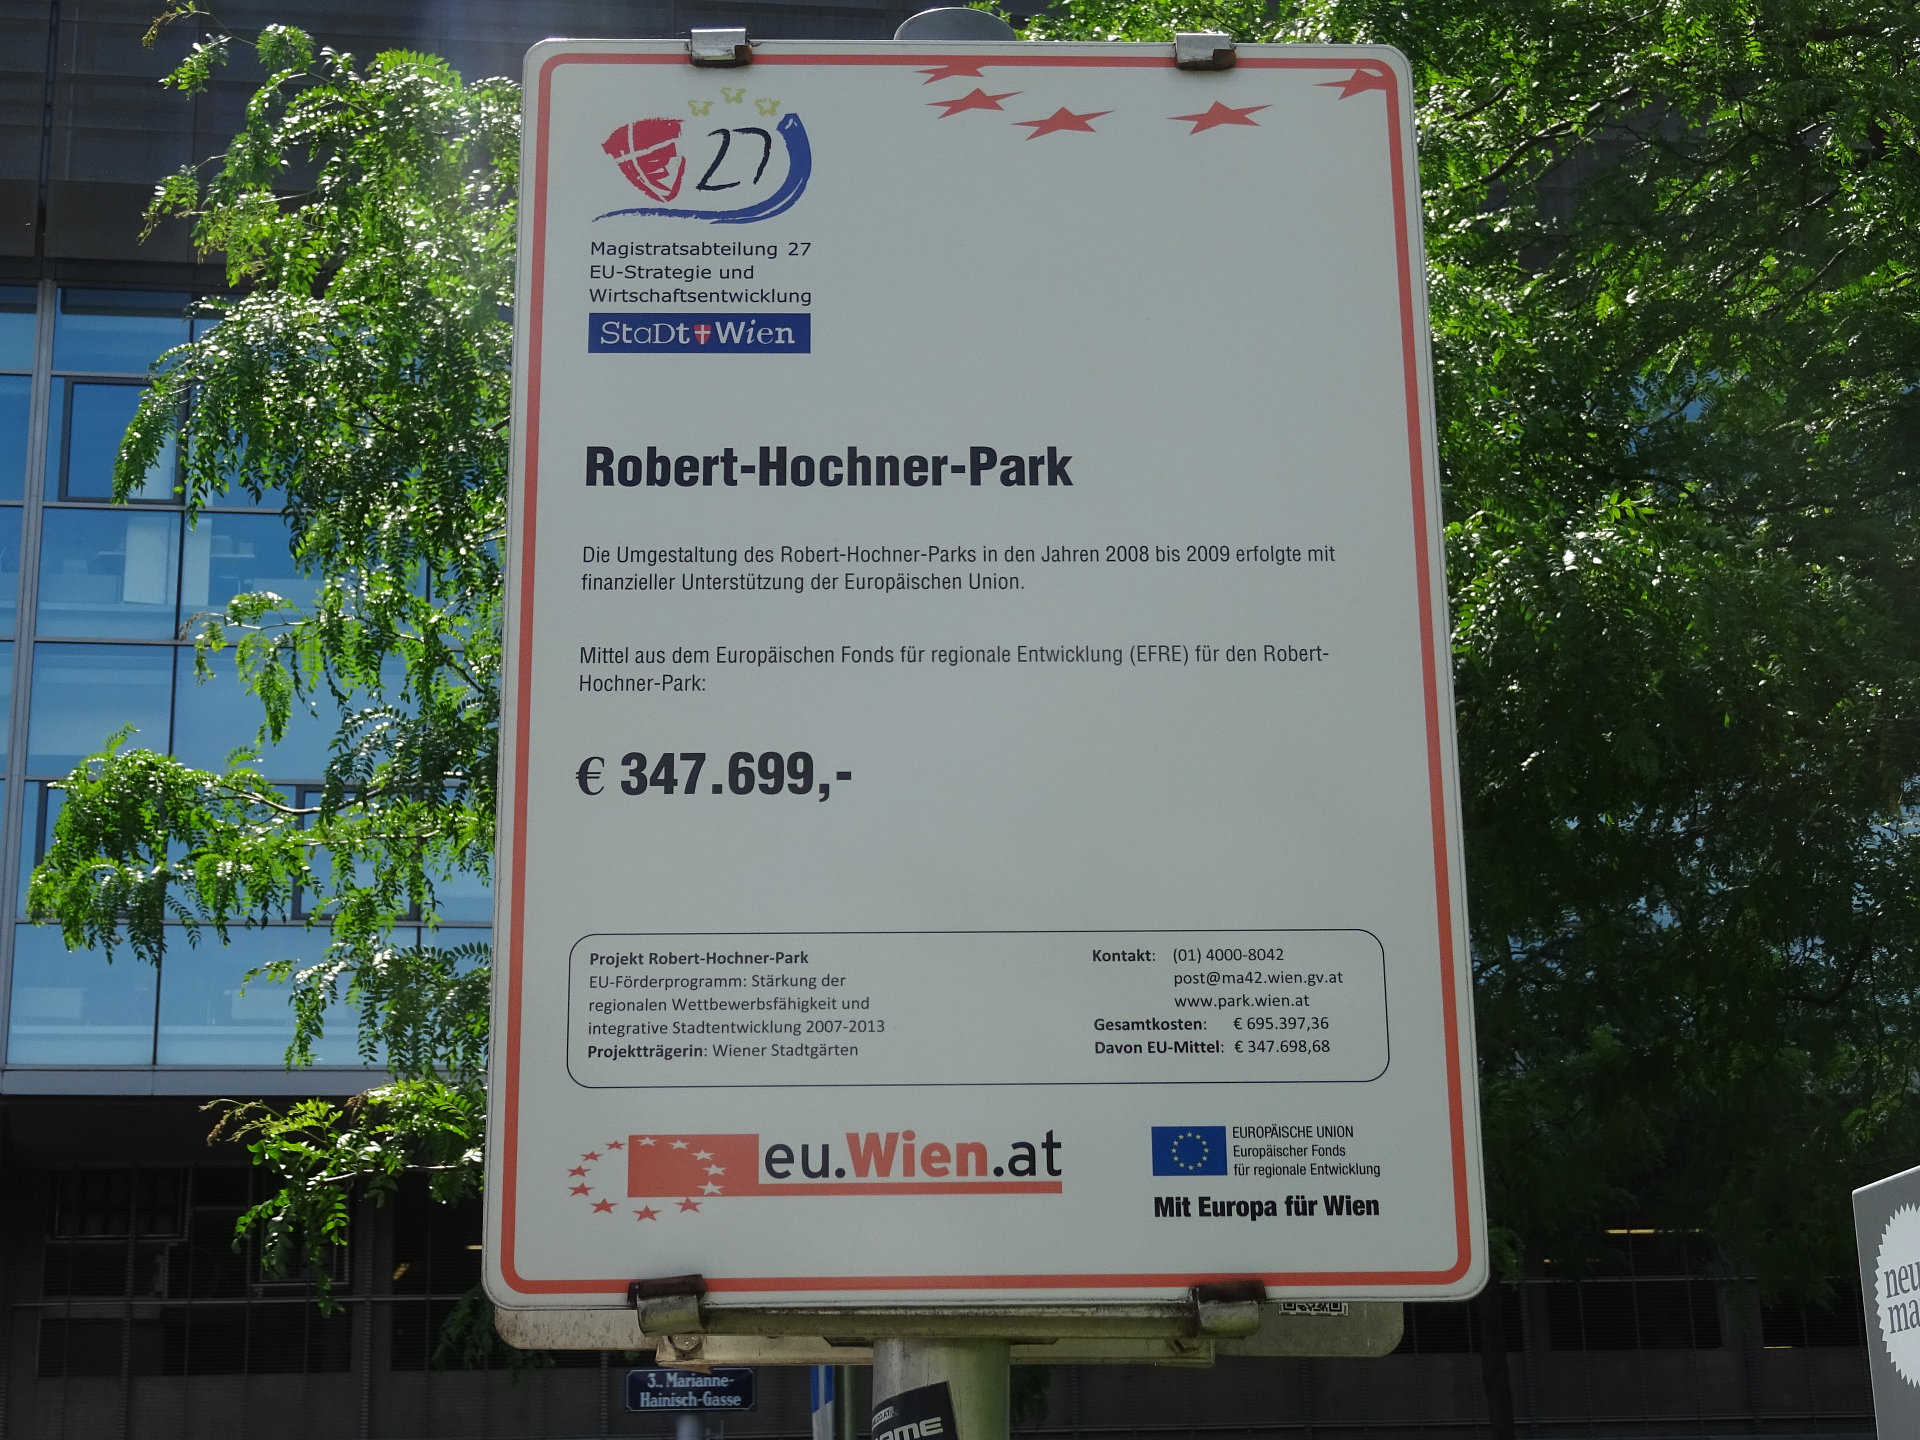 27
Magistratsabteilung 27
EU-Strategie und
Wirtschaftsentwicklung
StaDt Wien
Robert-Hochner-Park
Die Umgestaltung des Robert-Hochner-Parks in den Jahren 2008 bis 2009 erfolgte mit
finanzieller Unterstützung der Europäischen Union.
Mittel aus dem Europäischen Fonds für regionale Entwicklung (EFRE) für den Robert-
Hochner-Park:
€ 347.699,-
Projekt Robert-Hochner-Park
EU-Förderprogramm: Stärkung der
regionalen Wettbewerbsfähigkeit und
integrative Stadtentwicklung 2007-2013
Projektträgerin: Wiener Stadtgärten
Kontakt: (01) 4000-8042
post@ma42.wien.gv.at
www.park.wien.at
Gesamtkosten: € 695.397,36
Davon EU-Mittel: € 347.698,68
eu.Wien.at
EUROPÄISCHE UNION
Europäischer Fonds
für regionale Entwicklung
Mit Europa für Wien
3., Marianne-
Hainisch-Gasse
neu
ma